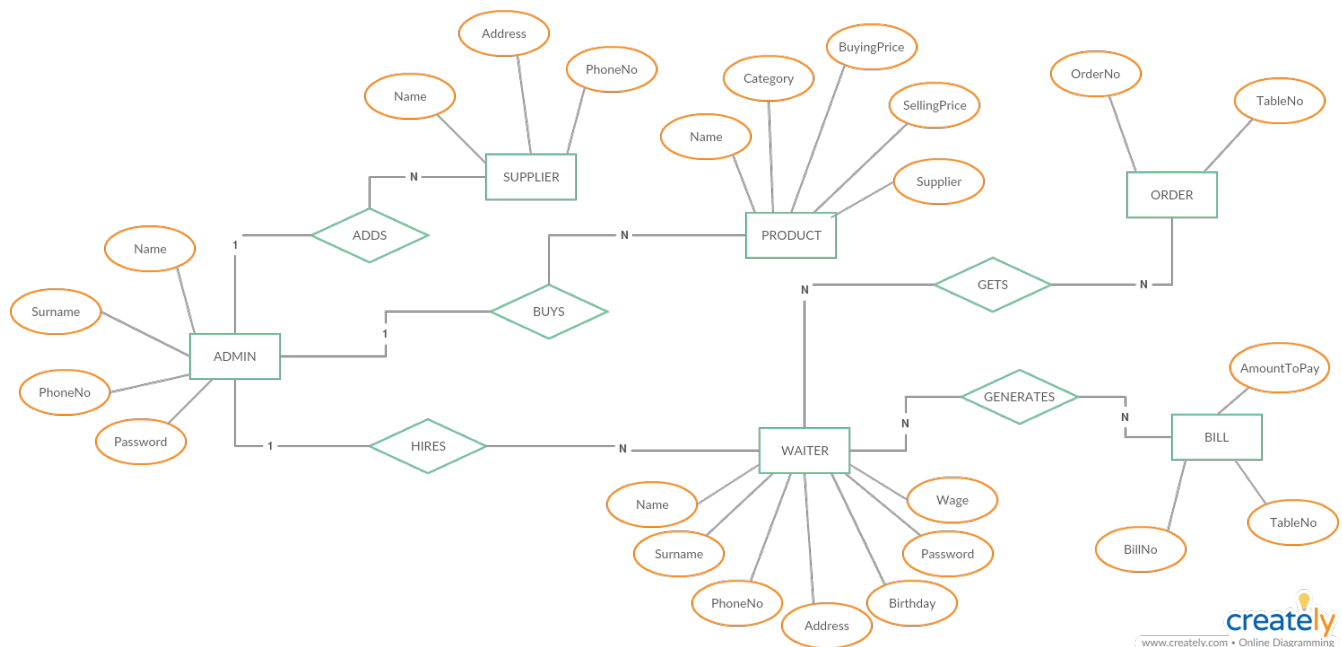 Address
PhoneNo
Name
N
SUPPLIER
ADDS
1
Name
Surname
PhoneNo
Password
ADMIN
1
BUYS
N
BuyingPrice
Category
SellingPrice
Name
Supplier
PRODUCT
OrderNo
TableNo
ORDER
N
GETS
N
1
HIRES
N
WAITER
Name
Surname
PhoneNo
Address
Birthday
Password
Wage
N
GENERATES
N
AmountToPay
BILL
TableNo
BillNo
creately
www.creately.com • Online Diagramming